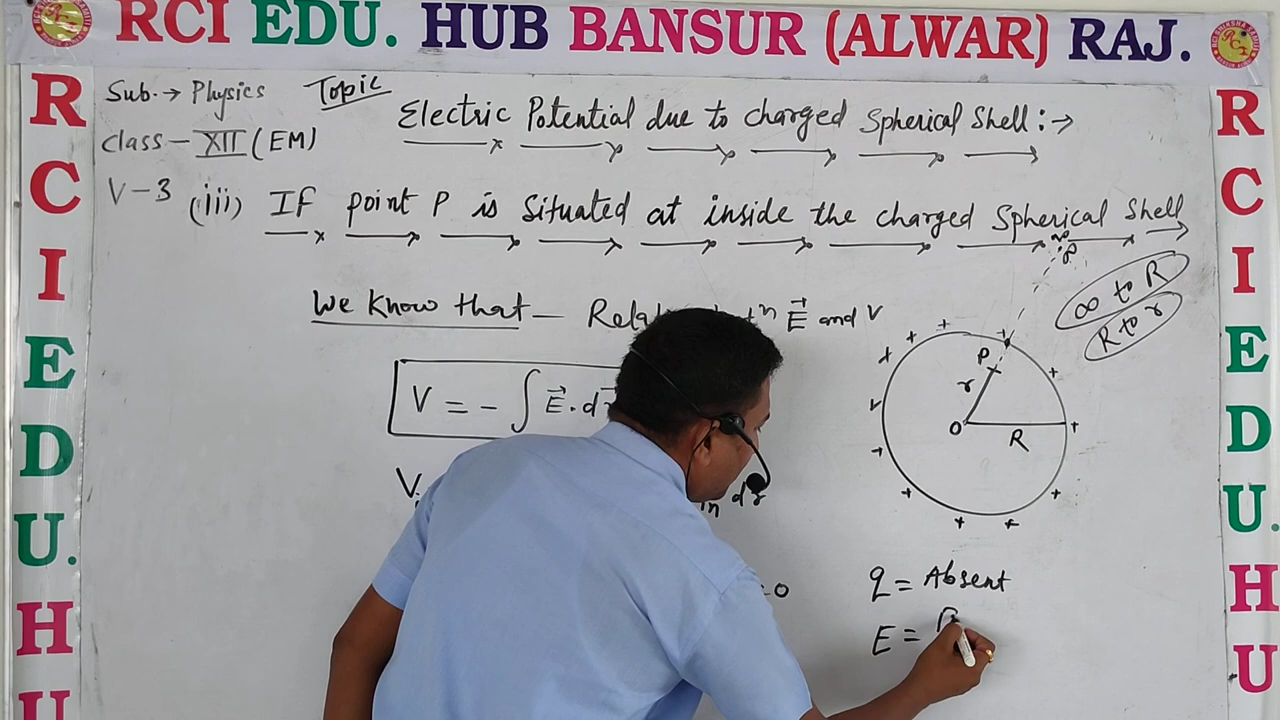 RCI EDU. HUB BANSUR (ALWAR) RAJ.
R
C
I
E
D
U.
H
U
Sub.→ Physics
Topic
Electric Potential due to charged Spherical Shell :→
Class – XII (EM)
V-3 (iii) If point P is Situated at inside the charged Spherical Shell
We Know that – E⃗ and V
V = - ∫ E⃗ .
∞ to R
R to r
P
r
O
R
q = Absent
E =
R
C
I
E
D
U.
H
U